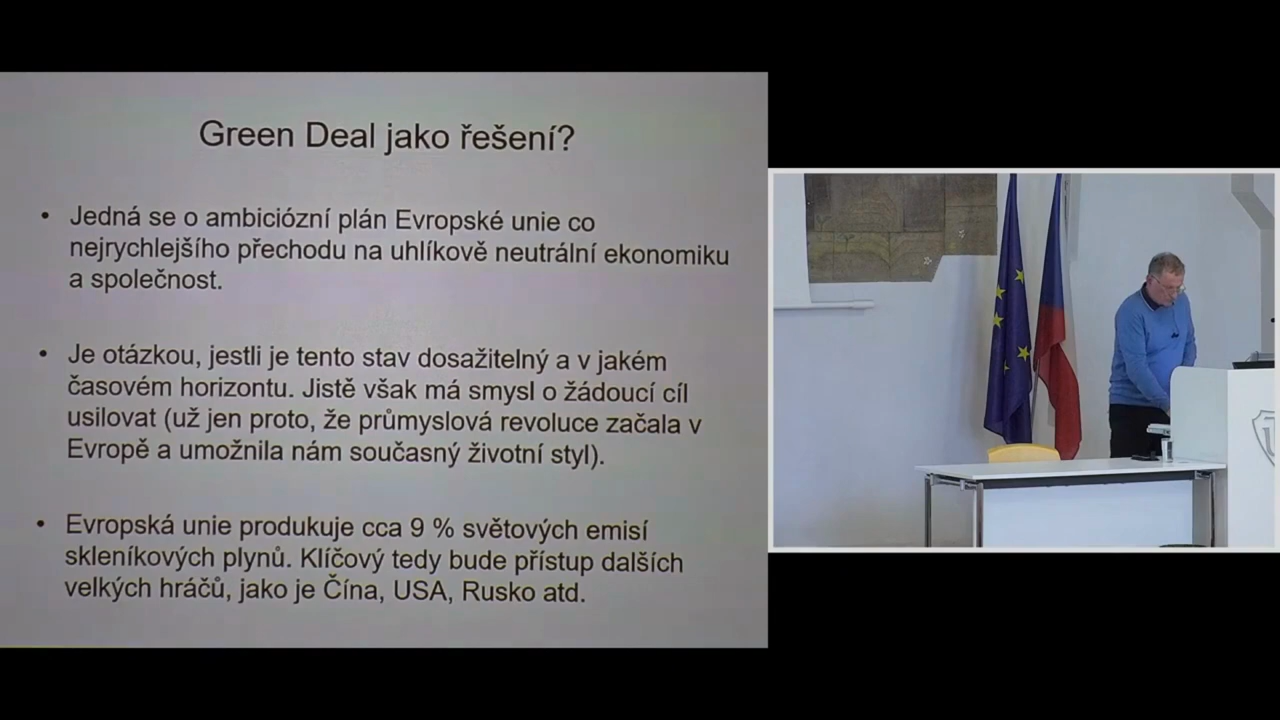 Green Deal jako řešení?
• Jedná se o ambiciózní plán Evropské unie co
nejrychlejšího přechodu na uhlíkově neutrální ekonomiku
a společnost.
• Je otázkou, jestli je tento stav dosažitelný a v jakém
časovém horizontu. Jistě však má smysl o žádoucí cíl
usilovat (už jen proto, že průmyslová revoluce začala v
Evropě a umožnila nám současný životní styl).
• Evropská unie produkuje cca 9 % světových emisí
skleníkových plynů. Klíčový tedy bude přístup dalších
velkých hráčů, jako je Čína, USA, Rusko atd.